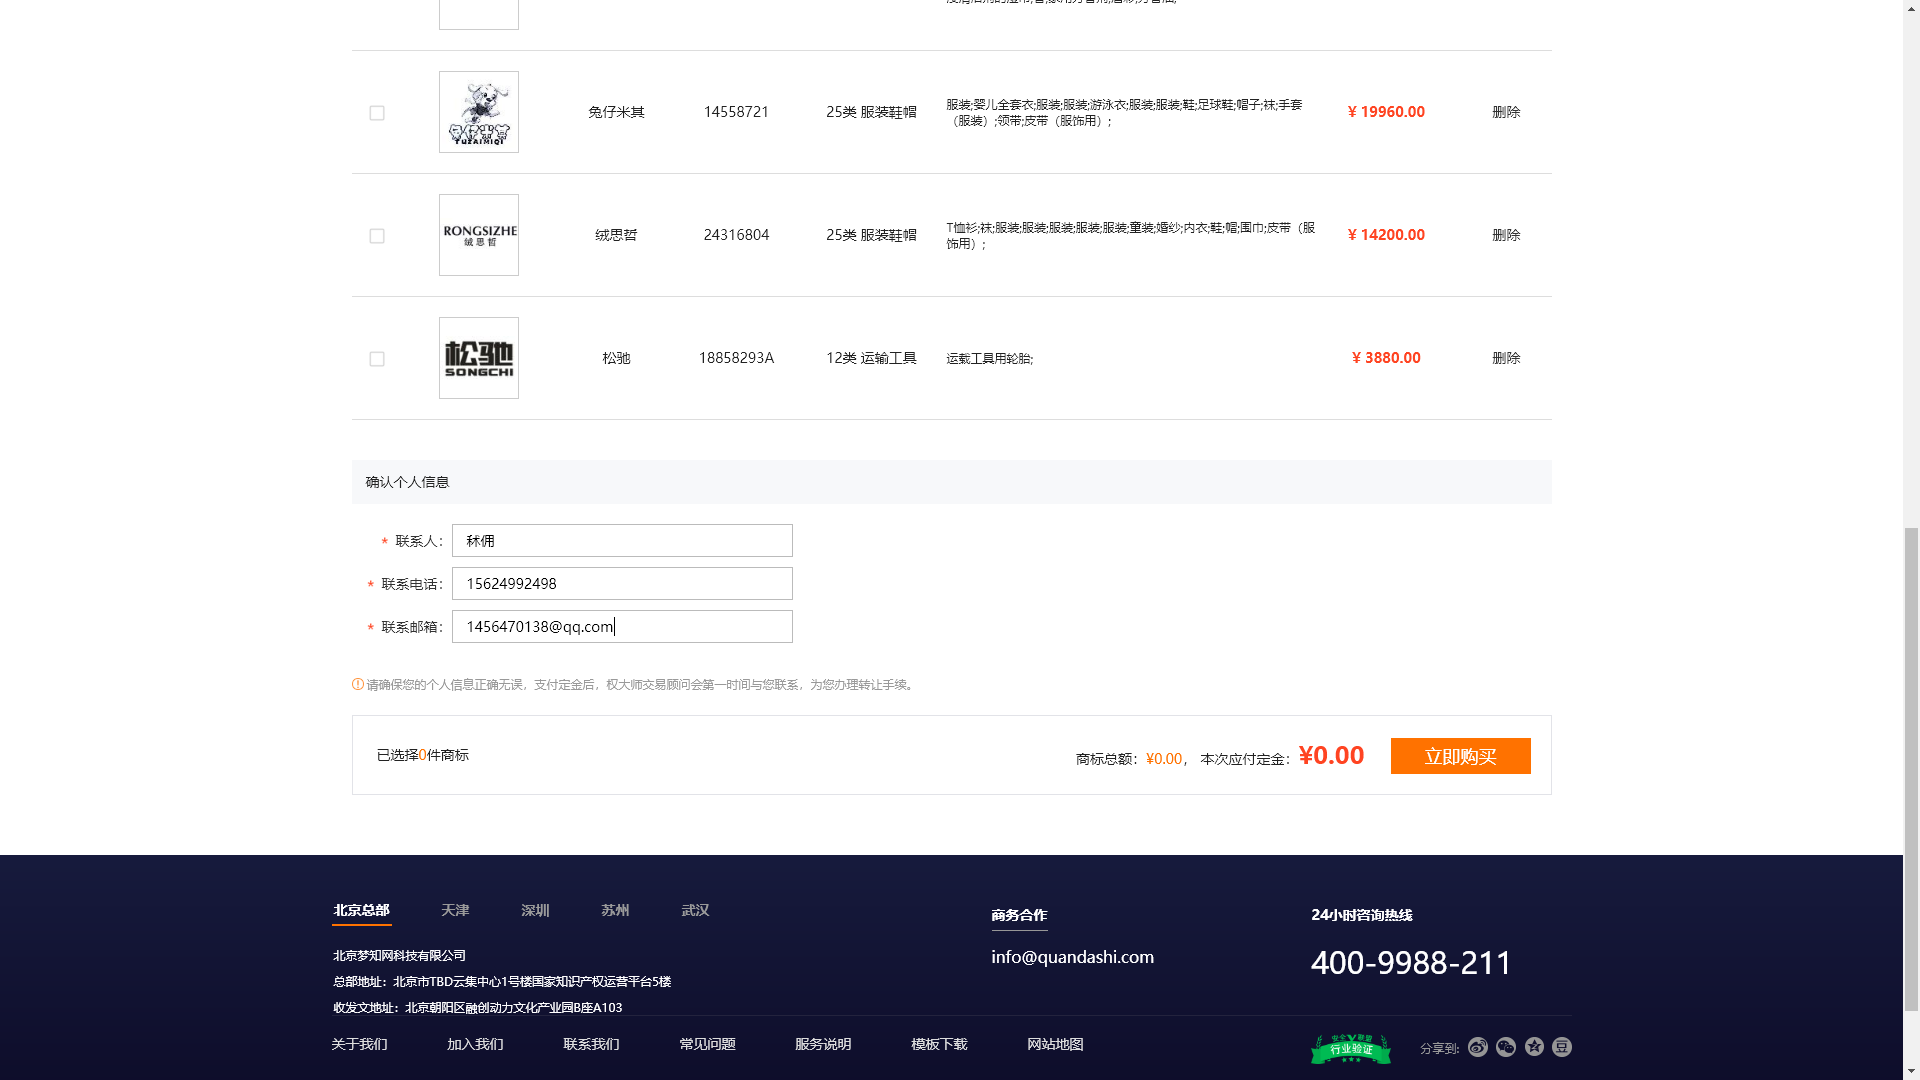 兔仔米其
YUZAIMIQI
兔仔米其
14558721
25类 服装鞋帽
服装;婴儿全套衣;服装;服装;游泳衣;服装;服装;鞋;足球鞋;帽子;袜;手套
（服装）;领带;皮带（服饰用）;
¥ 19960.00
删除
RONGSIZHE
绒思哲
绒思哲
24316804
25类 服装鞋帽
T恤衫;袜;服装;服装;服装;服装;服装;童装;婚纱;内衣;鞋;帽;围巾;皮带（服
饰用）;
¥ 14200.00
删除
松驰
SONGCHI
松驰
18858293A
12类 运输工具
运载工具用轮胎;
¥ 3880.00
删除
确认个人信息
* 联系人： 秝佣
* 联系电话： 15624992498
* 联系邮箱： 1456470138@qq.com
请确保您的个人信息正确无误，支付定金后，权大师交易顾问会第一时间与您联系，为您办理转让手续。
已选择0件商标
商标总额：¥0.00， 本次应付定金：¥0.00
立即购买
北京总部 天津 深圳 苏州 武汉
北京梦知网科技有限公司
总部地址：北京市TBD云集中心1号楼国家知识产权运营平台5楼
收发文地址：北京朝阳区融创动力文化产业园B座A103
商务合作
info@quandashi.com
24小时咨询热线
400-9988-211
关于我们 加入我们 联系我们 常见问题 服务说明 模板下载 网站地图
安全联盟
行业验证
分享到:
豆